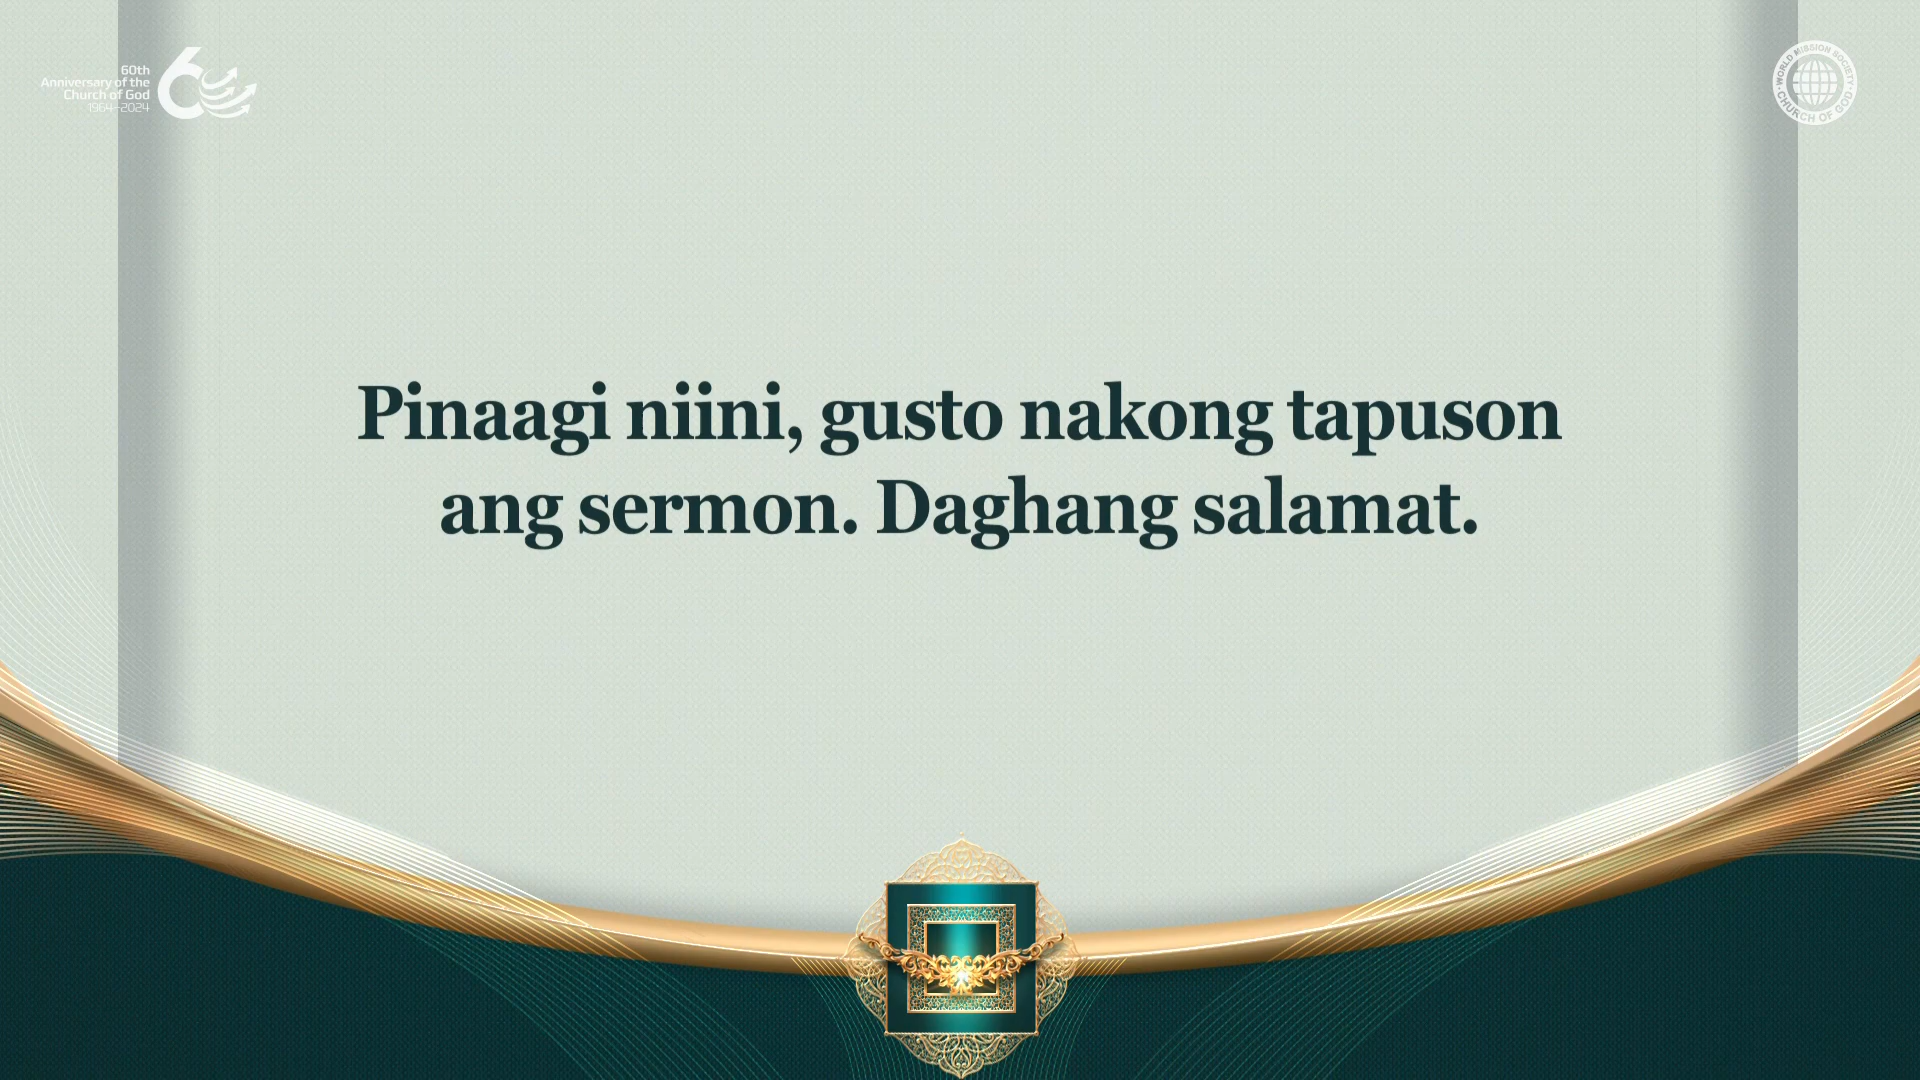 60th
Anniversary of the
Church of God
1964–2024
WORLD MISSION SOCIETY
CHURCH OF GOD
Pinaagi niini, gusto nakong tapuson
ang sermon. Daghang salamat.